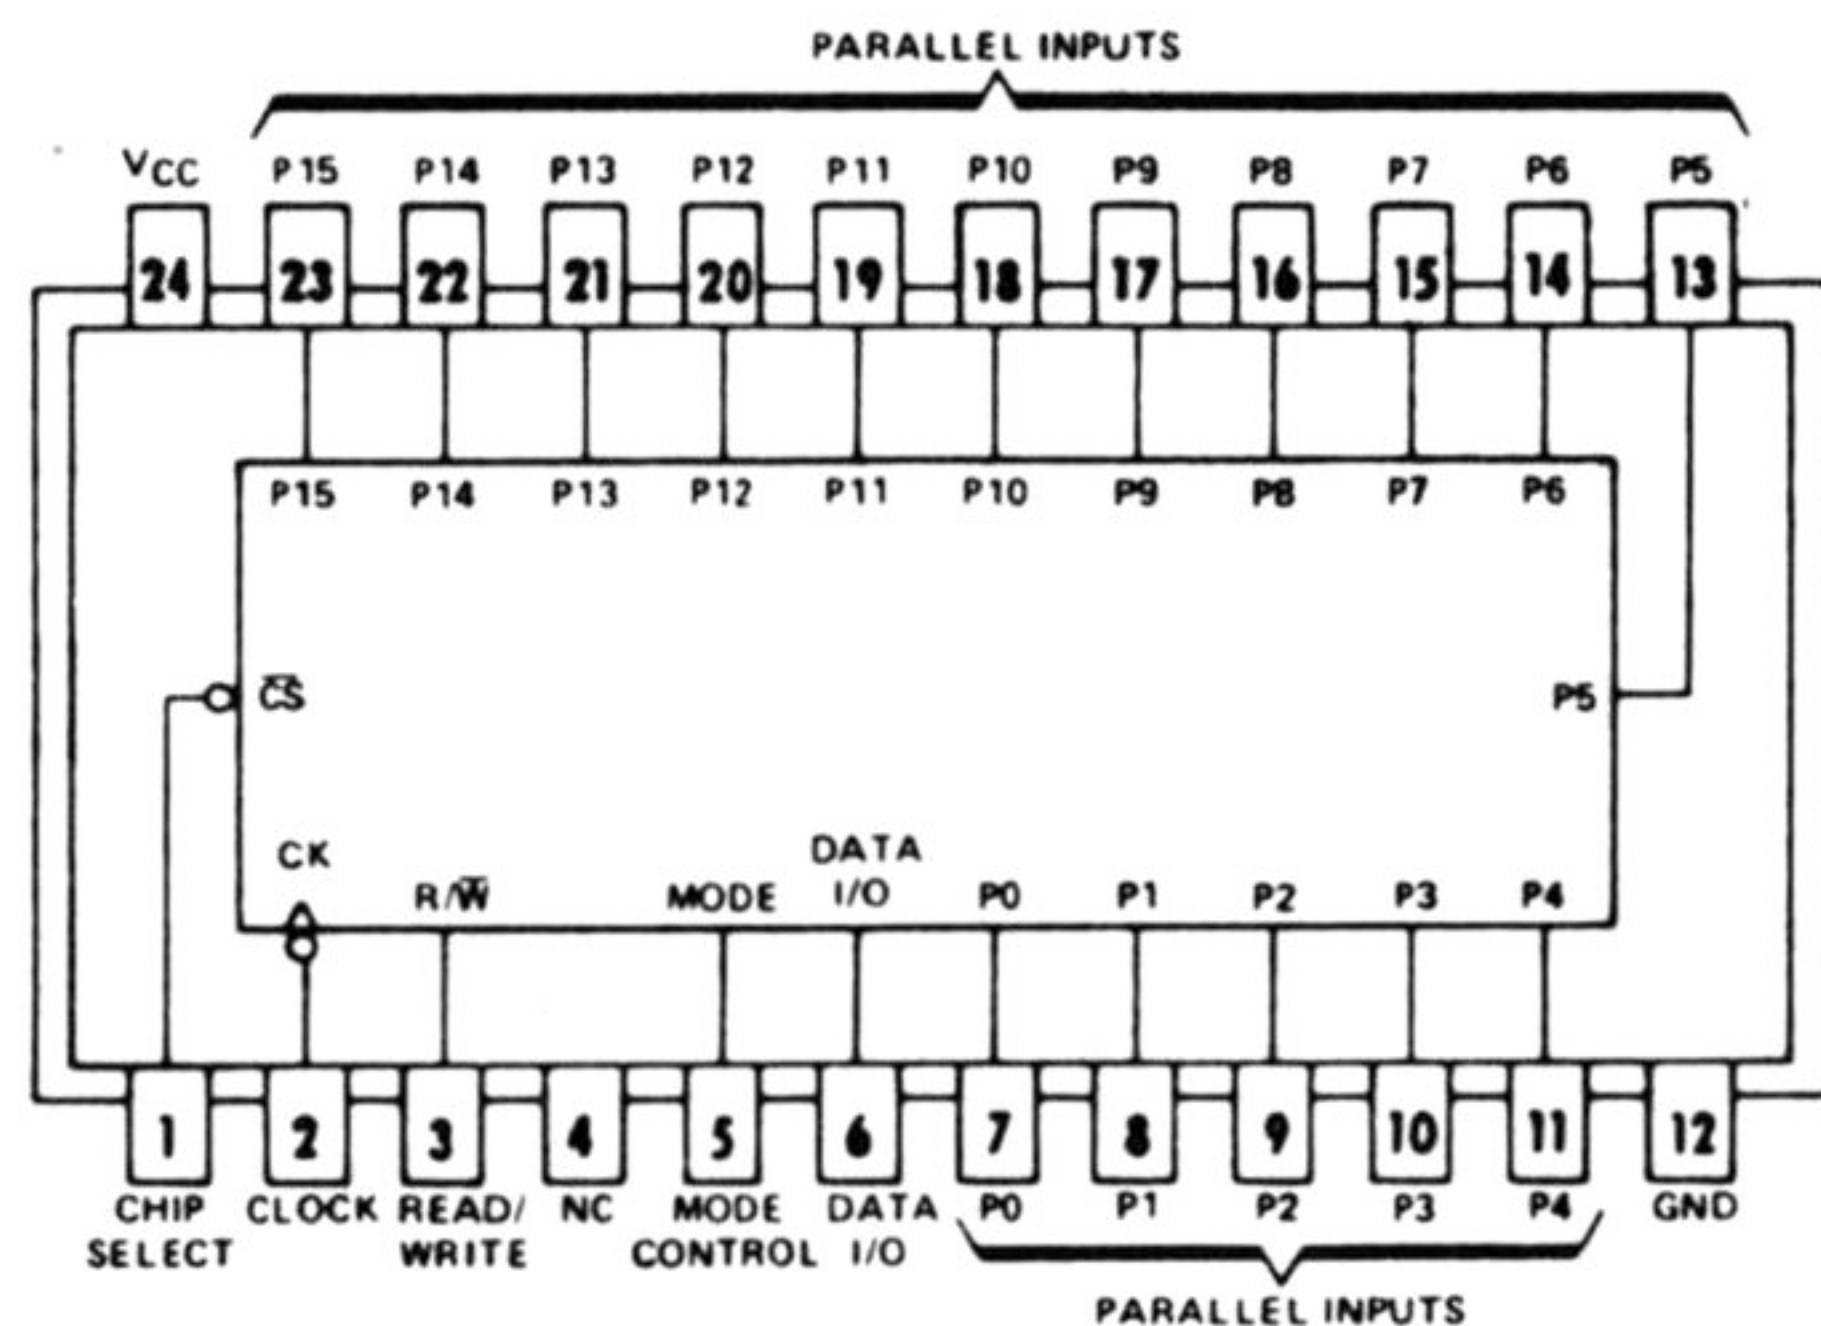 PARALLEL INPUTS
VCC P15 P14 P13 P12 P11 P10 P9 P8 P7 P6 P5
24 23 22 21 20 19 18 17 16 15 14 13
P15 P14 P13 P12 P11 P10 P9 P8 P7 P6
C̅S̅ P5
CK DATA
R/W̅ MODE I/O P0 P1 P2 P3 P4
1 2 3 4 5 6 7 8 9 10 11 12
CHIP CLOCK READ/ NC MODE DATA P0 P1 P2 P3 P4 GND
SELECT WRITE CONTROL I/O
PARALLEL INPUTS